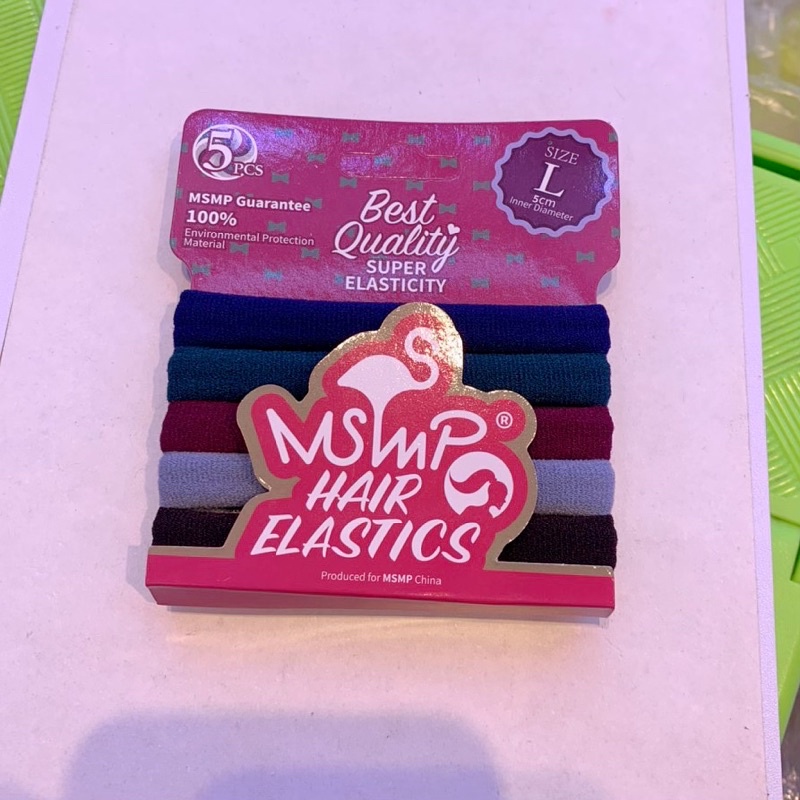 5 PCS
MSMP Guarantee
100%
Environmental Protection
Material
Best
Quality
SUPER
ELASTICITY
SIZE
L
5cm
Inner Diameter
MSMP®
HAIR
ELASTICS
Produced for MSMP China